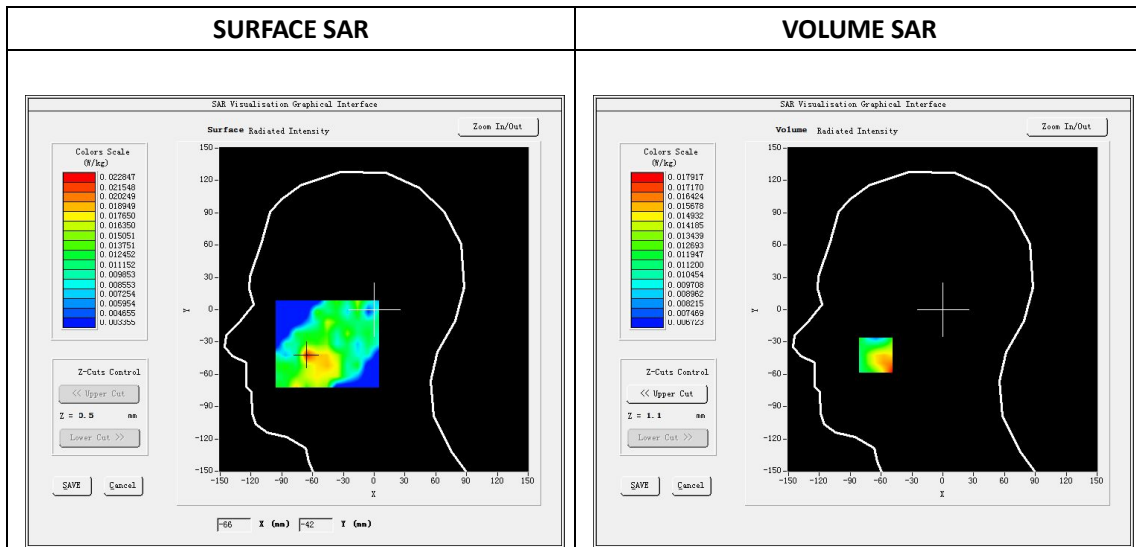 SURFACE SAR
VOLUME SAR
SAR Visualisation Graphical Interface
Surface Radiated Intensity
Zoom In/Out
Colors Scale
(W/kg)
0.022847
0.021548
0.020249
0.018949
0.017650
0.016350
0.015051
0.013751
0.012452
0.011152
0.009853
0.008553
0.007254
0.005954
0.004655
0.003355
Z-Cuts Control
<< Upper Cut
Z = 0.5 mm
Lower Cut >>
SAVE
Cancel
150
120
90
60
30
0
-30
-60
-90
-120
-150
Y
-150 -120 -90 -60 -30 0 30 60 90 120 150
X
-66 X (mm) -42 Y (mm)
SAR Visualisation Graphical Interface
Volume Radiated Intensity
Zoom In/Out
Colors Scale
(W/kg)
0.017917
0.017170
0.016424
0.015678
0.014932
0.014185
0.013439
0.012693
0.011947
0.011200
0.010454
0.009708
0.008962
0.008215
0.007469
0.006723
Z-Cuts Control
<< Upper Cut
Z = 1.1 mm
Lower Cut >>
SAVE
Cancel
150
120
90
60
30
0
-30
-60
-90
-120
-150
Y
-150 -120 -90 -60 -30 0 30 60 90 120 150
X